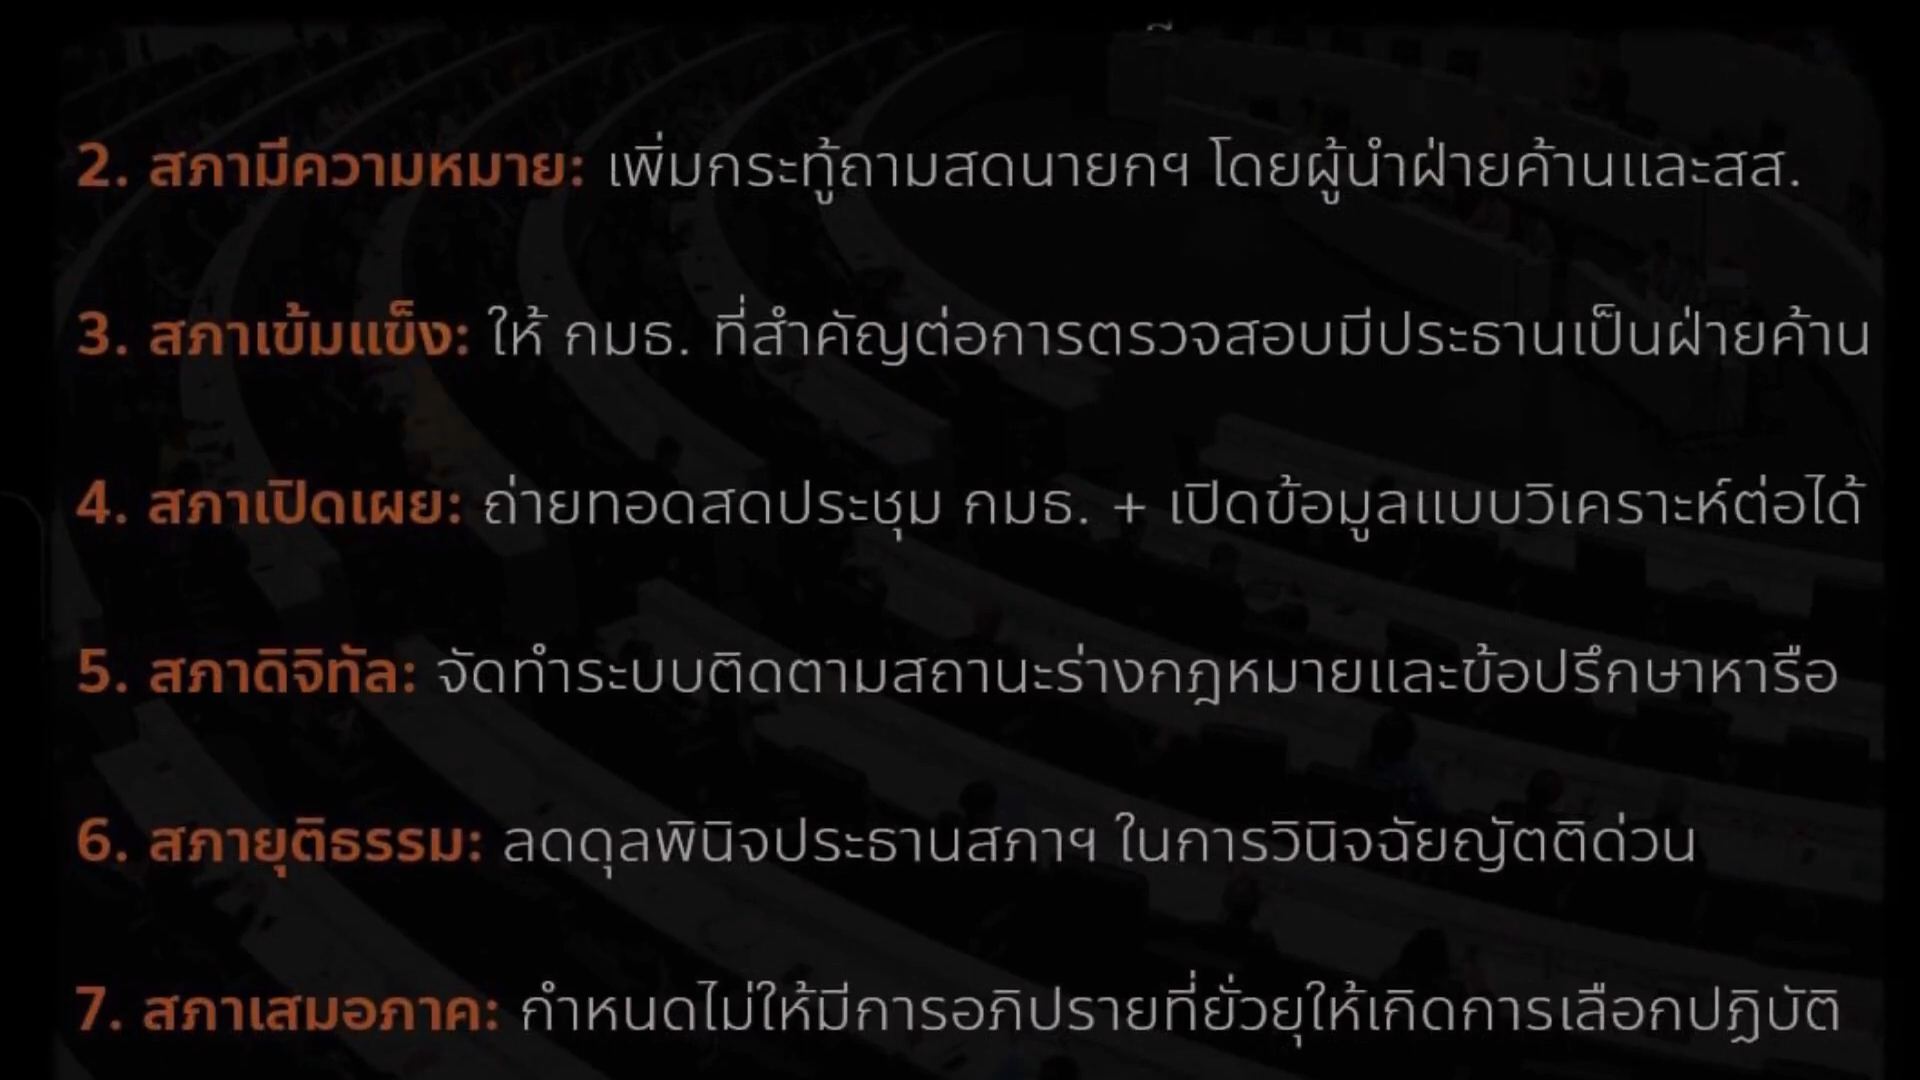 2. สภามีความหมาย: เพิ่มกระทู้ถามสดนายกฯ โดยผู้นำฝ่ายค้านและสส.
3. สภาเข้มแข็ง: ให้ กมธ. ที่สำคัญต่อการตรวจสอบมีประธานเป็นฝ่ายค้าน
4. สภาเปิดเผย: ถ่ายทอดสดประชุม กมธ. + เปิดข้อมูลแบบวิเคราะห์ต่อได้
5. สภาดิจิทัล: จัดทำระบบติดตามสถานะร่างกฎหมายและข้อปรึกษาหารือ
6. สภายุติธรรม: ลดดุลพินิจประธานสภาฯ ในการวินิจฉัยญัตติด่วน
7. สภาเสมอภาค: กำหนดไม่ให้มีการอภิปรายที่ยั่วยุให้เกิดการเลือกปฏิบัติ